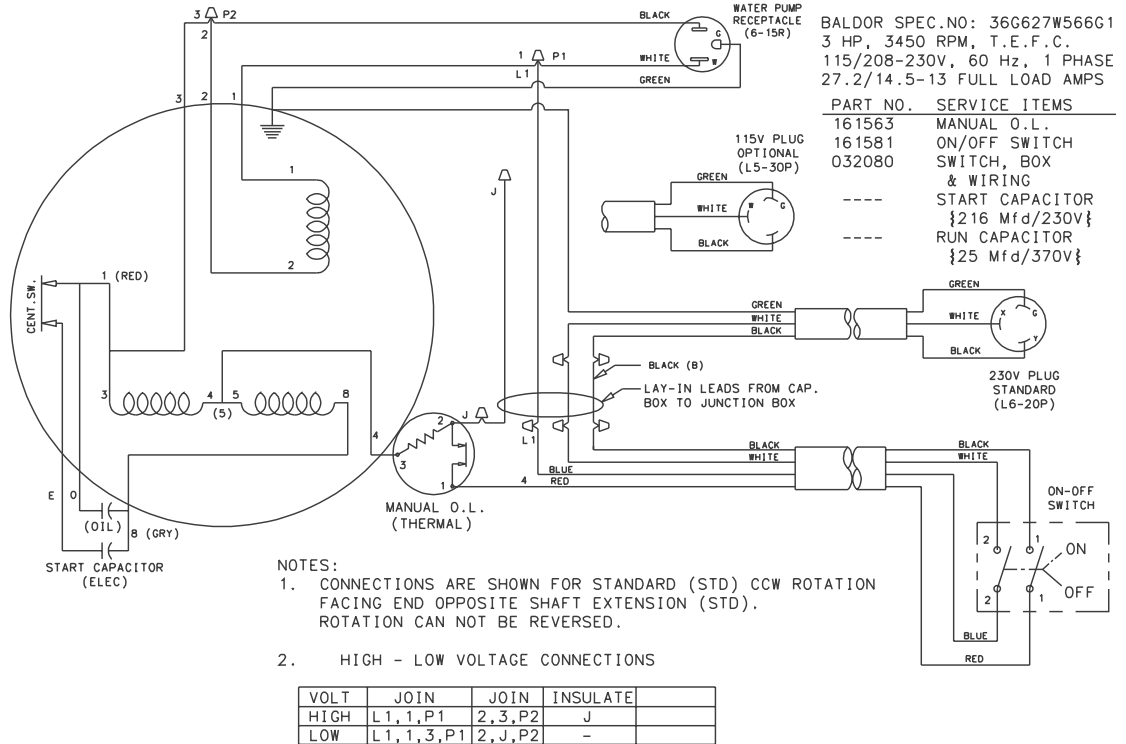 3 P2
2
BLACK
WATER PUMP
RECEPTACLE
(6-15R)
G
W
1 P1
WHITE
L1
GREEN
3 2 1
BALDOR SPEC.NO: 36G627W566G1
3 HP, 3450 RPM, T.E.F.C.
115/208-230V, 60 Hz, 1 PHASE
27.2/14.5-13 FULL LOAD AMPS
PART NO. SERVICE ITEMS
161563 MANUAL O.L.
161581 ON/OFF SWITCH
032080 SWITCH, BOX
& WIRING
---- START CAPACITOR
{216 Mfd/230V}
---- RUN CAPACITOR
{25 Mfd/370V}
115V PLUG
OPTIONAL
(L5-30P)
GREEN
WHITE
BLACK
W G
1
2
J
1 (RED)
CENT.SW.
3 4 5 8
(5)
4
GREEN
WHITE
BLACK
GREEN
WHITE
BLACK
X G
Y
230V PLUG
STANDARD
(L6-20P)
BLACK (B)
LAY-IN LEADS FROM CAP.
BOX TO JUNCTION BOX
J
2
3
1
L1
MANUAL O.L.
(THERMAL)
BLACK
WHITE
BLUE
4 RED
BLACK
WHITE
ON-OFF
SWITCH
2 1
ON
OFF
2 1
BLUE
RED
E O
(OIL)
8 (GRY)
START CAPACITOR
(ELEC)
NOTES:
1. CONNECTIONS ARE SHOWN FOR STANDARD (STD) CCW ROTATION
FACING END OPPOSITE SHAFT EXTENSION (STD).
ROTATION CAN NOT BE REVERSED.
2. HIGH - LOW VOLTAGE CONNECTIONS
VOLT JOIN JOIN INSULATE
HIGH L1,1,P1 2,3,P2 J
LOW L1,1,3,P1 2,J,P2 -